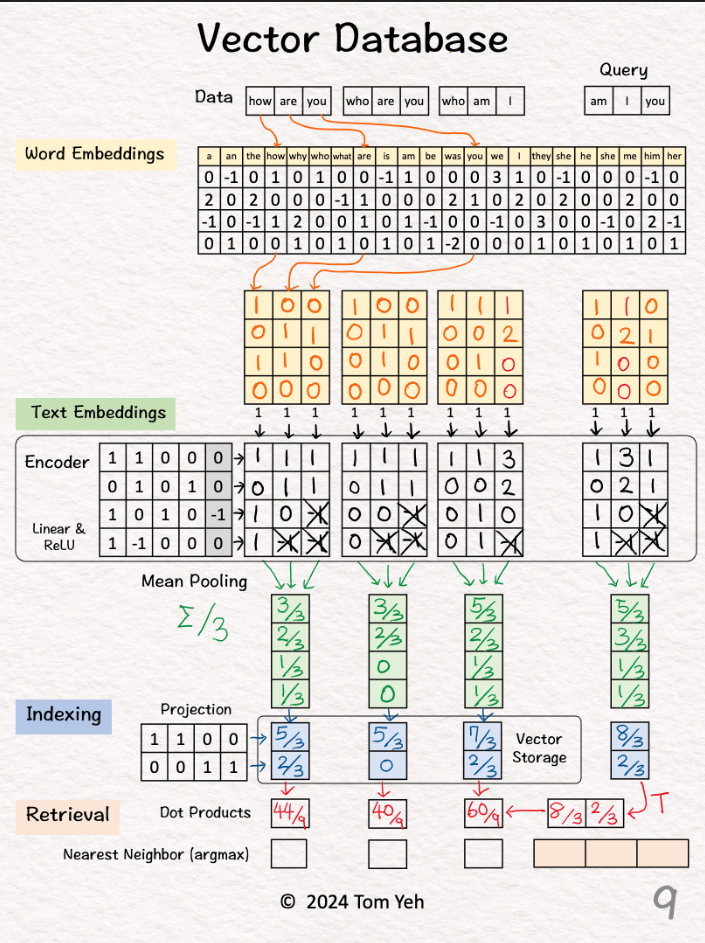 Vector Database
Query
Data how are you who are you who am I am I you
Word Embeddings
a an the how why who what are is am be was you we I they she he she me him her
0 -1 0 1 0 1 0 0 -1 1 0 0 0 3 1 0 -1 0 0 0 -1 0
2 0 2 0 0 0 -1 1 0 0 0 2 1 0 2 0 2 0 0 2 0 0
-1 0 -1 1 2 0 0 1 0 1 -1 0 0 -1 0 3 0 0 -1 0 2 -1
1 0 0 1 0 0 1 1 1 1 1 0
0 1 1 0 1 1 0 0 2 0 2 1
1 1 0 0 1 0 0 1 0 1 0 0
0 0 0 0 0 0 0 0 0 0 0 0
Text Embeddings
1 1 1 1 1 1 1 1 1 1 1 1
Encoder 1 1 0 0 0 1 1 1 1 1 1 1 1 3 1 3 1
0 1 0 1 0 0 1 1 0 1 1 0 0 2 0 2 1
1 0 1 0 -1 1 0 -1 0 0 -1 0 1 0 1 0 -1
Linear &
ReLU
1 -1 0 0 0 1 -1 -1 0 -1 -1 0 1 -1 1 -1 -1
Mean Pooling
Σ/3
3/3 3/3 5/3 5/3
2/3 2/3 2/3 3/3
1/3 0 1/3 1/3
1/3 0 1/3 1/3
Indexing
Projection
1 1 0 0 5/3 5/3 7/3 8/3
0 0 1 1 2/3 0 2/3 2/3
Vector
Storage
Retrieval
Dot Products 44/9 40/9 60/9 8/3 2/3 T
Nearest Neighbor (argmax)
© 2024 Tom Yeh
9